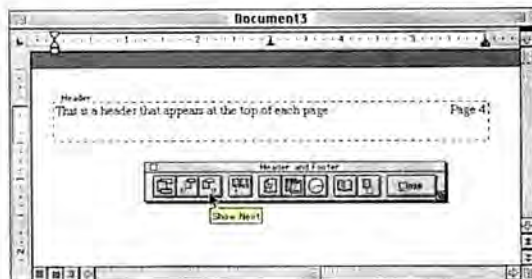 Document3
Header
This is a header that appears at the top of each page Page 4
Header and Footer
Close
Show Next